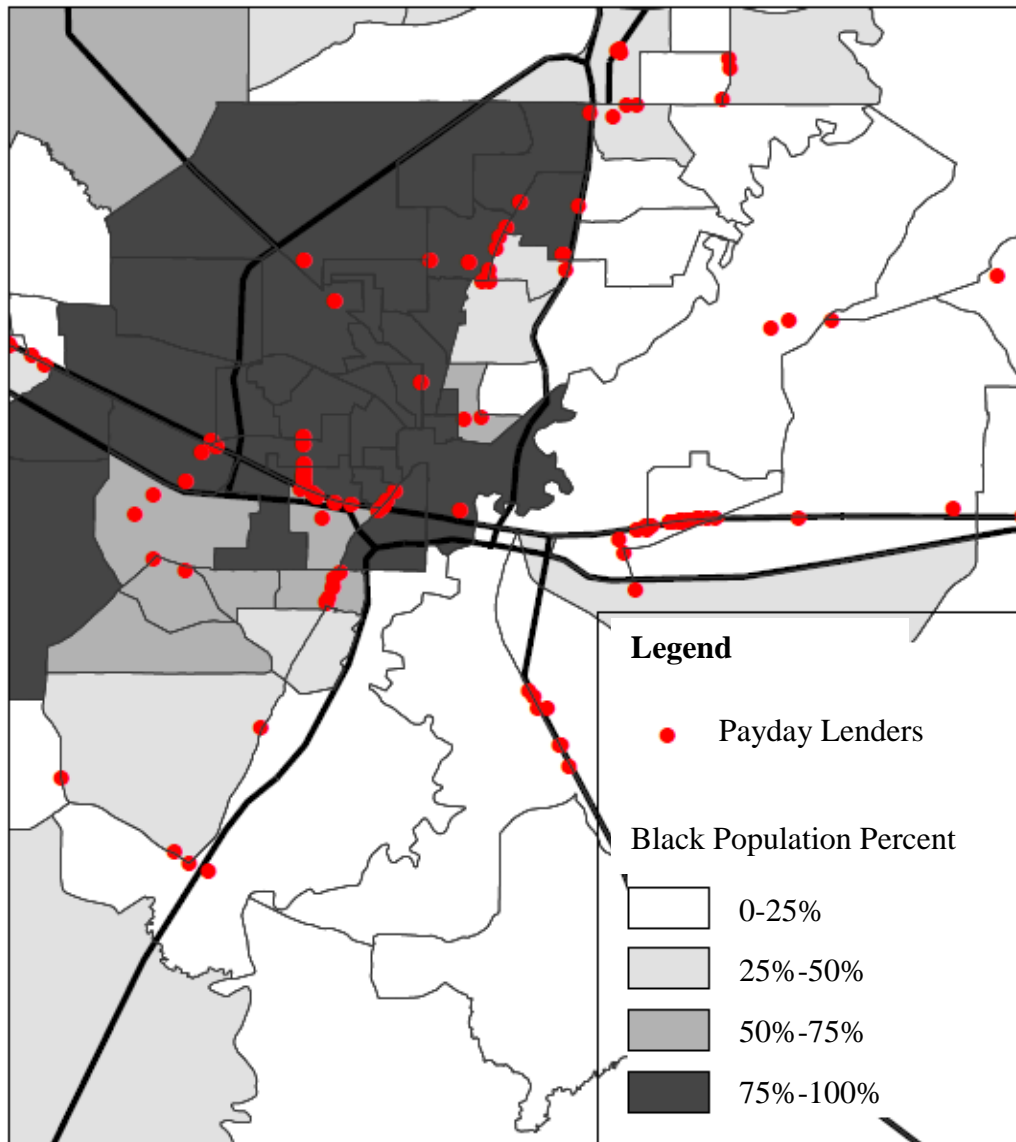 Legend
Payday Lenders
Black Population Percent
0-25%
25%-50%
50%-75%
75%-100%